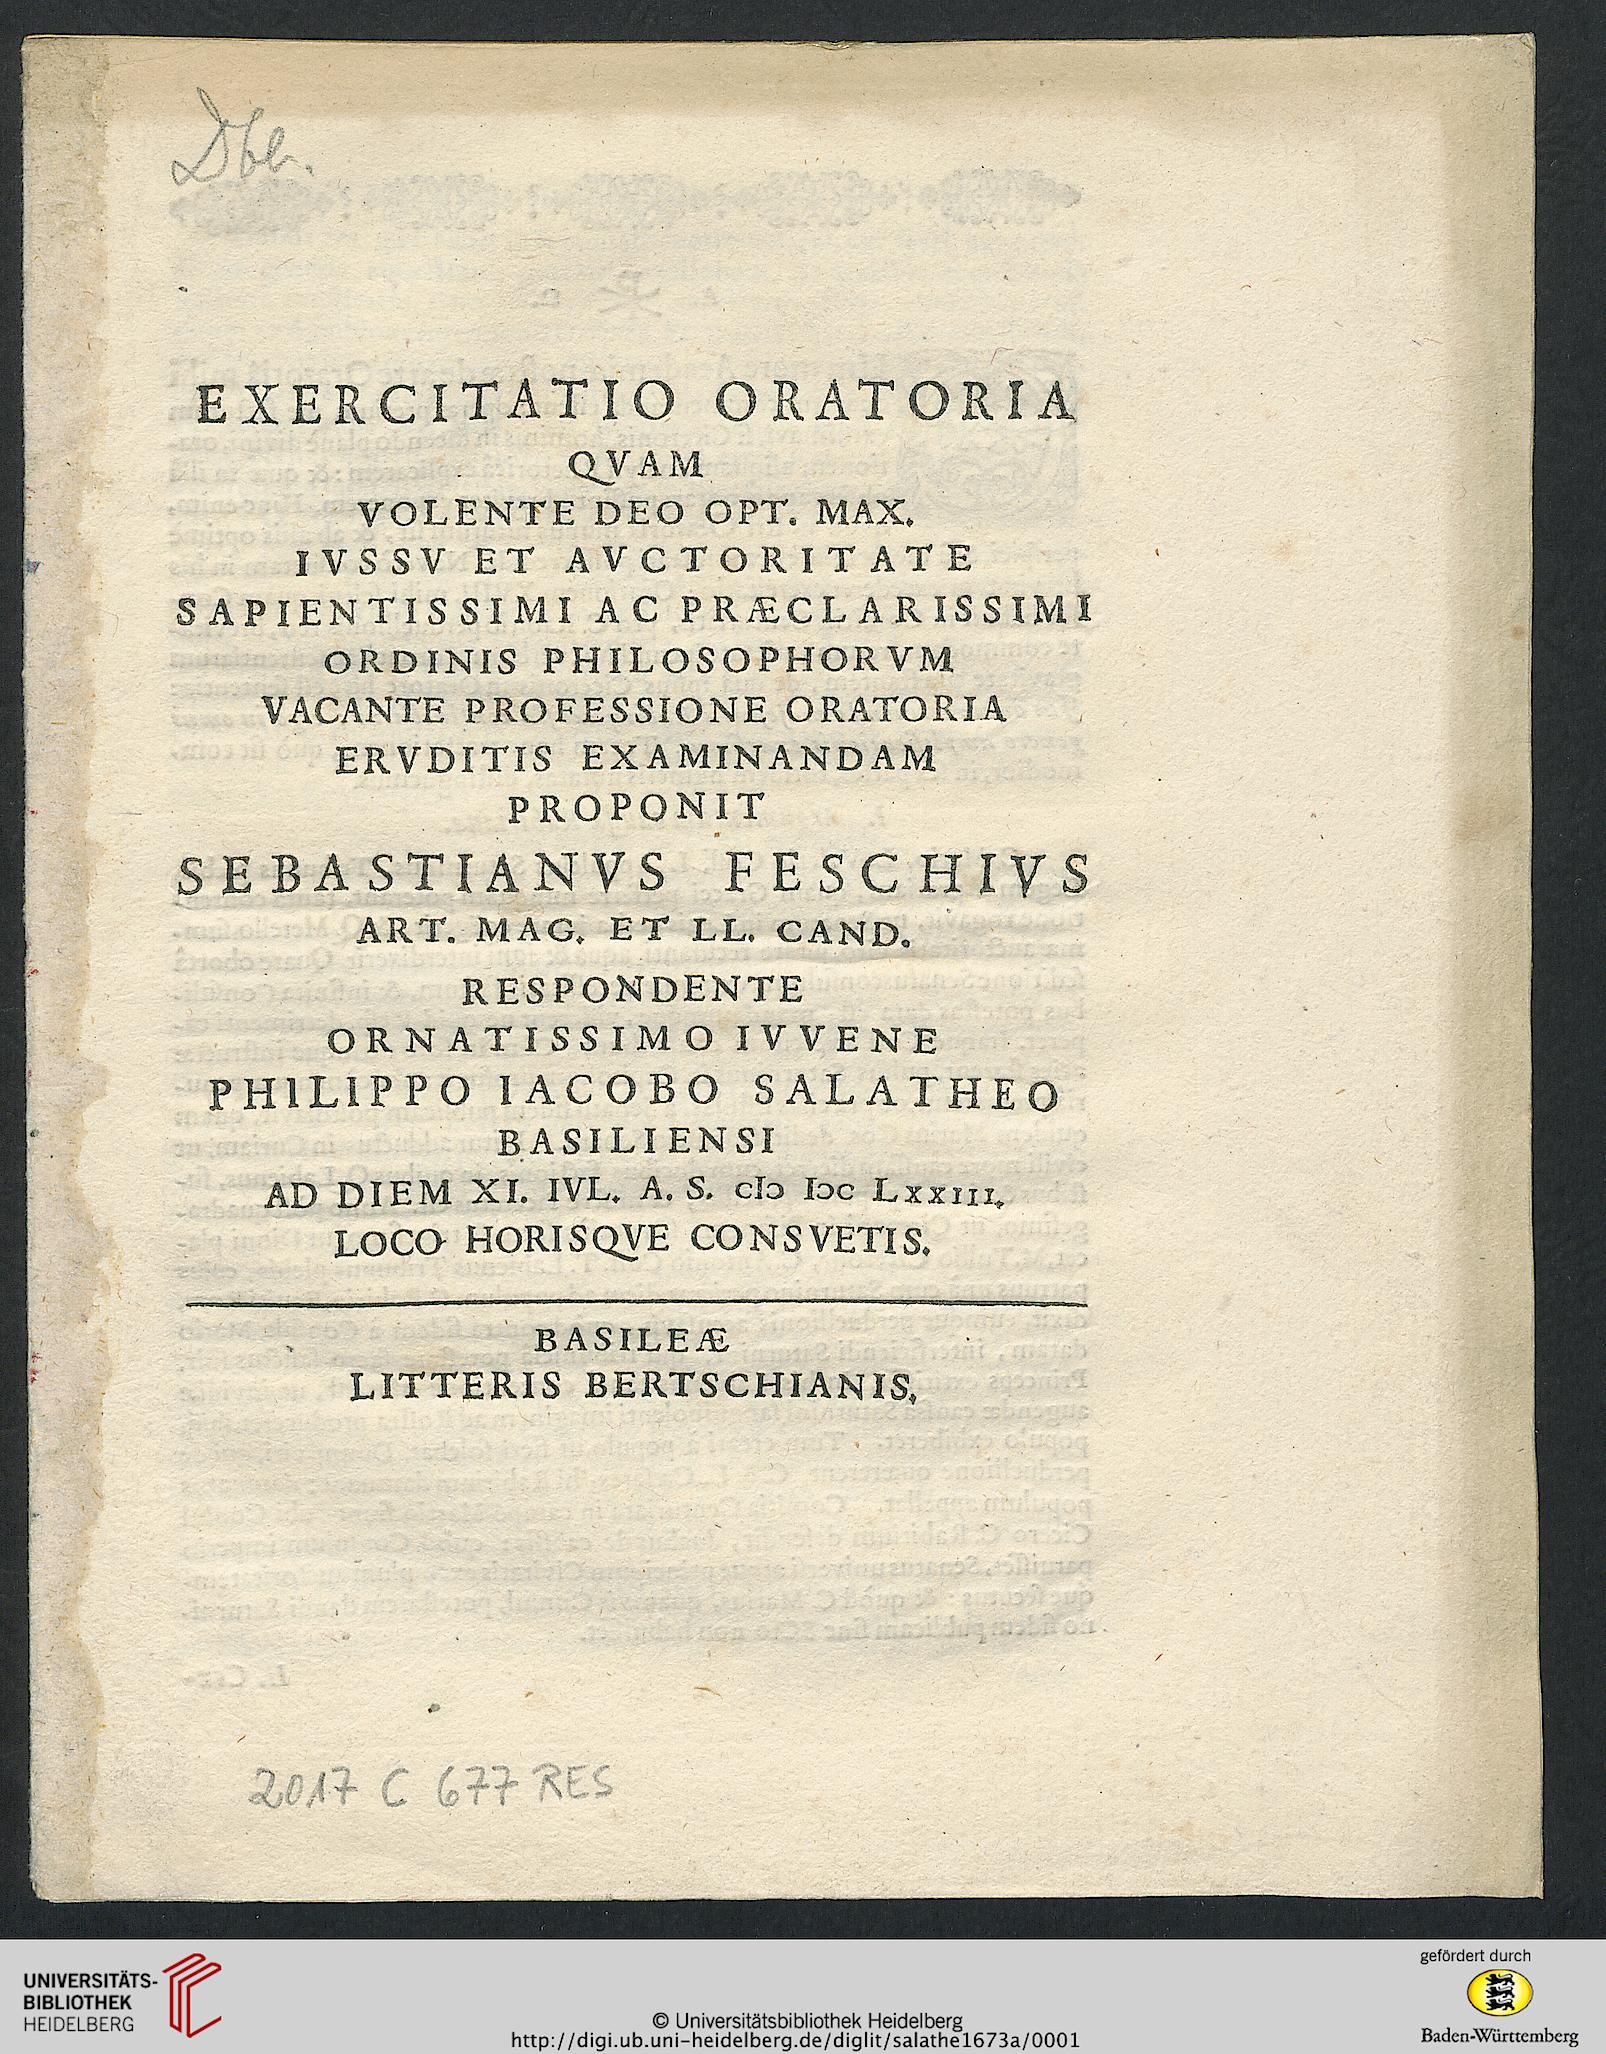 Dbl.
EXERCITATIO ORATORIA
QVAM
VOLENTE DEO OPT. MAX.
IVSSV ET AVCTORITATE
SAPIENTISSIMI AC PRÆCLARISSIMI
ORDINIS PHILOSOPHORVM
VACANTE PROFESSIONE ORATORIA
ERVDITIS EXAMINANDAM
PROPONIT
SEBASTIANVS FESCHIVS
ART. MAG. ET LL. CAND.
RESPONDENTE
ORNATISSIMO IVVENE
PHILIPPO IACOBO SALATHEO
BASILIENSI
AD DIEM XI. IVL. A. S. cIɔ Iɔc LXXIII.
LOCO HORISQVE CONSVETIS.
BASILEÆ
LITTERIS BERTSCHIANIS.
2017 C 677 RES
UNIVERSITÄTS-
BIBLIOTHEK
HEIDELBERG
© Universitätsbibliothek Heidelberg
http://digi.ub.uni-heidelberg.de/diglit/salathe1673a/0001
gefördert durch
Baden-Württemberg